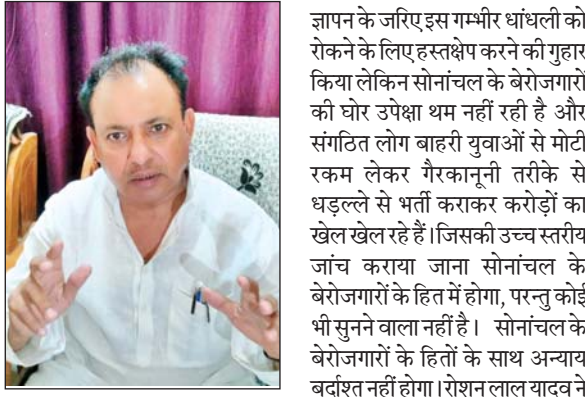 ज्ञापन के जरिए इस गम्भीर धांधली को
रोकने के लिए हस्तक्षेप करने की गुहार
किया लेकिन सोनांचल के बेरोजगारों
की घोर उपेक्षा थम नहीं रही है और
संगठित लोग बाहरी युवाओं से मोटी
रकम लेकर गैरकानूनी तरीके से
धड़ल्ले से भर्ती कराकर करोड़ों का
खेल खेल रहे हैं।जिसकी उच्च स्तरीय
जांच कराया जाना सोनांचल के
बेरोजगारों के हित में होगा, परन्तु कोई
भी सुनने वाला नहीं है। सोनांचल के
बेरोजगारों के हितों के साथ अन्याय
बर्दाश्त नहीं होगा।रोशन लाल यादव ने